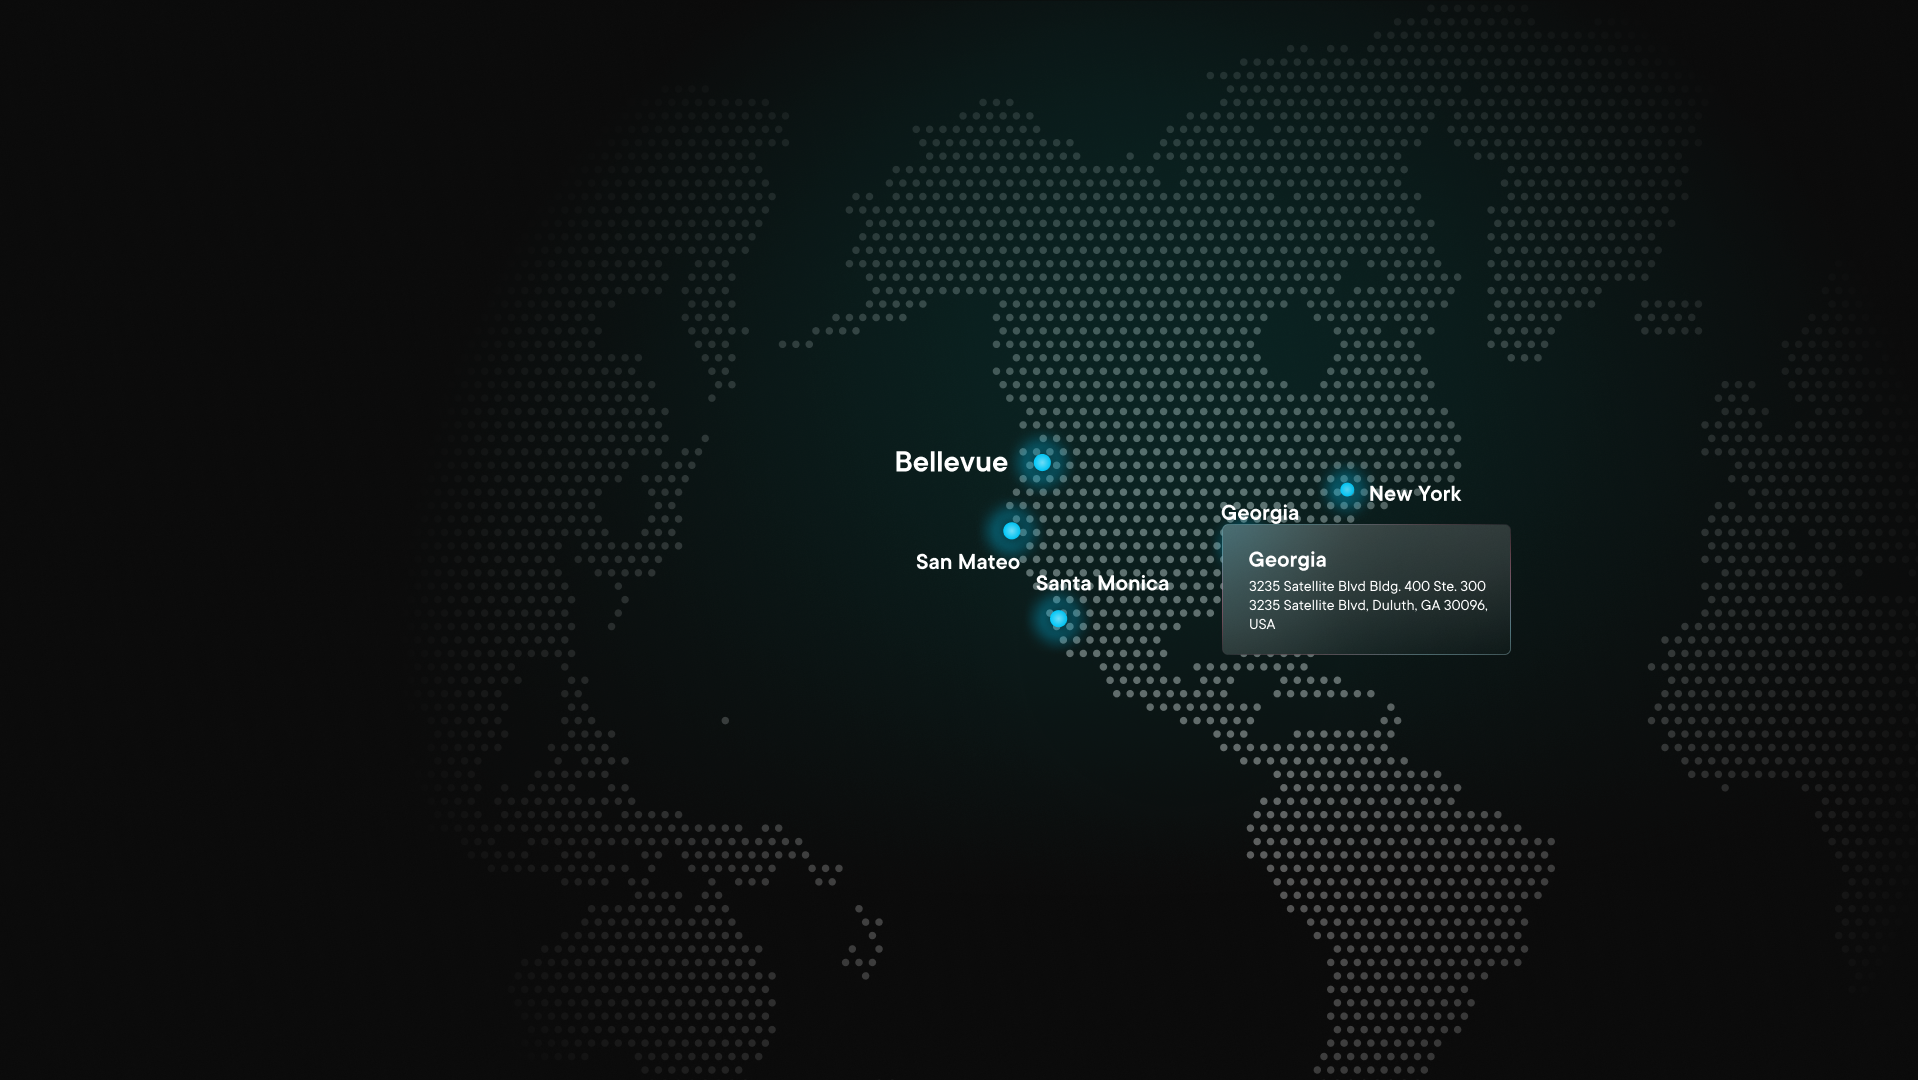 Bellevue
New York
Georgia
San Mateo
Georgia
3235 Satellite Blvd Bldg. 400 Ste. 300
3235 Satellite Blvd, Duluth, GA 30096,
USA
Santa Monica